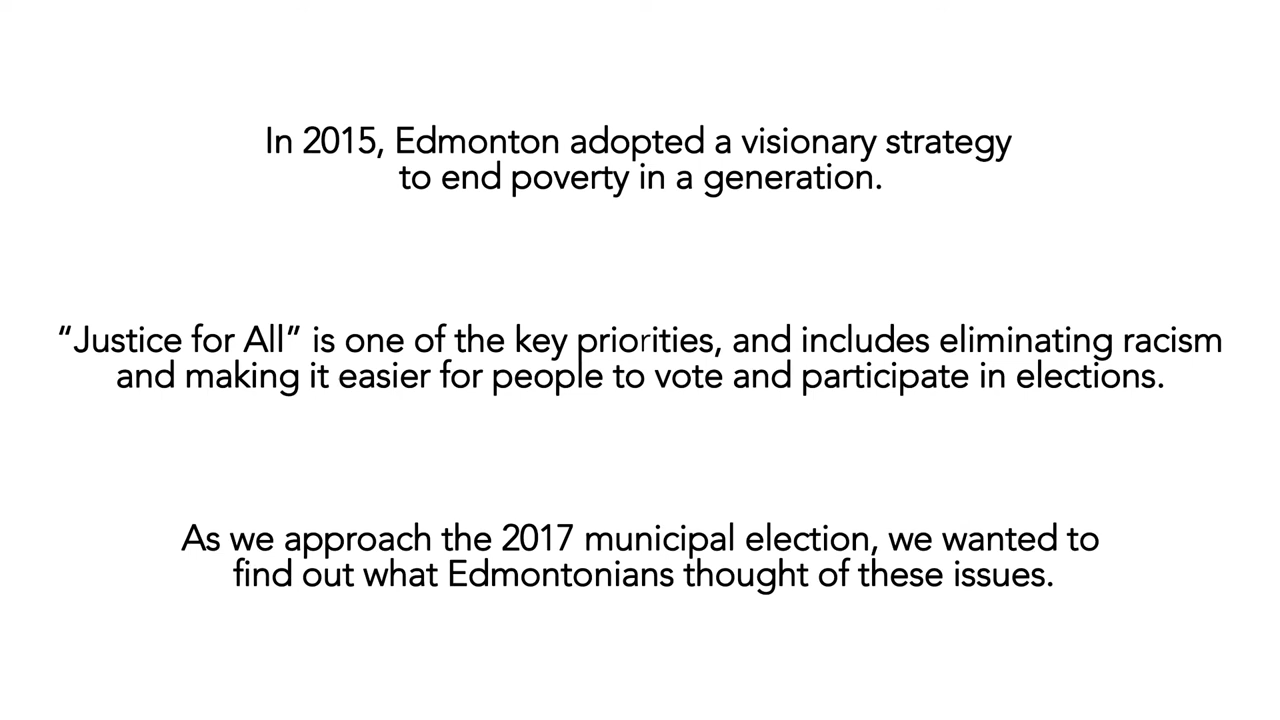 In 2015, Edmonton adopted a visionary strategy
to end poverty in a generation.
“Justice for All” is one of the key priorities, and includes eliminating racism
and making it easier for people to vote and participate in elections.
As we approach the 2017 municipal election, we wanted to
find out what Edmontonians thought of these issues.